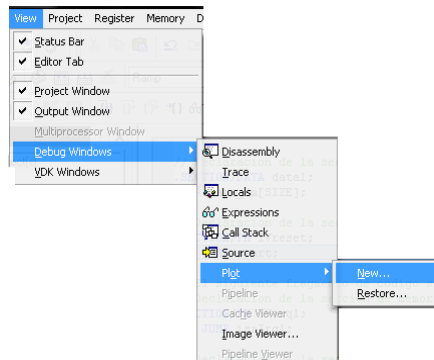 View Project Register Memory D
Status Bar
Editor Tab
Project Window
Output Window
Multiprocessor Window
Debug Windows
VDK Windows
Disassembly
Trace
Locals
Expressions
Call Stack
Source
Plot
Pipeline
Cache Viewer
Image Viewer...
Pipeline Viewer
New...
Restore...